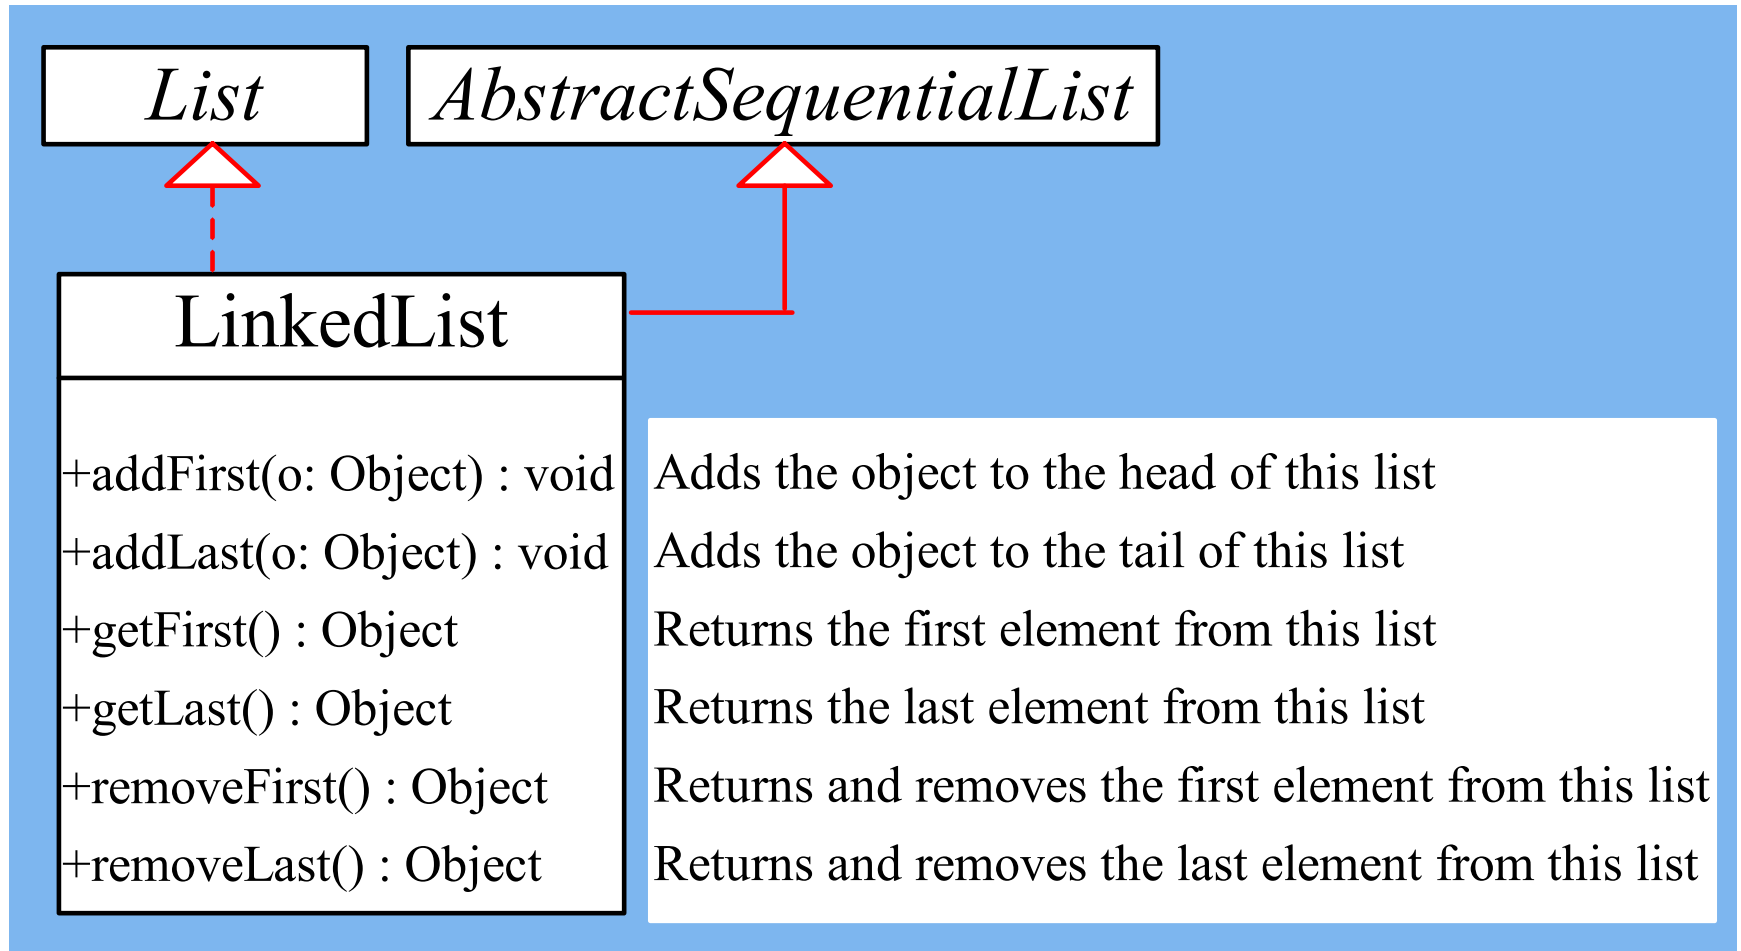 List
AbstractSequentialList
LinkedList
+addFirst(o: Object) : void
+addLast(o: Object) : void
+getFirst() : Object
+getLast() : Object
+removeFirst() : Object
+removeLast() : Object
Adds the object to the head of this list
Adds the object to the tail of this list
Returns the first element from this list
Returns the last element from this list
Returns and removes the first element from this list
Returns and removes the last element from this list